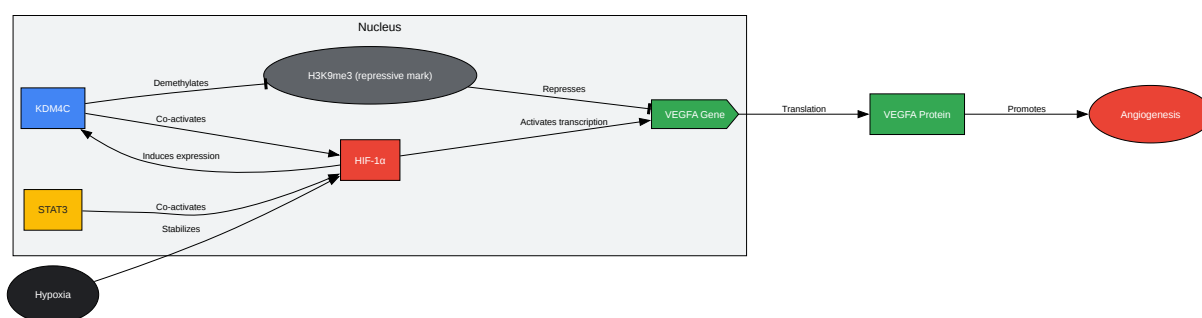 Nucleus
H3K9me3 (repressive mark)
Demethylates
Represses
KDM4C
Co-activates
Activates transcription
VEGFA Gene
Translation
VEGFA Protein
Promotes
Angiogenesis
Induces expression
HIF-1α
STAT3
Co-activates
Stabilizes
Hypoxia